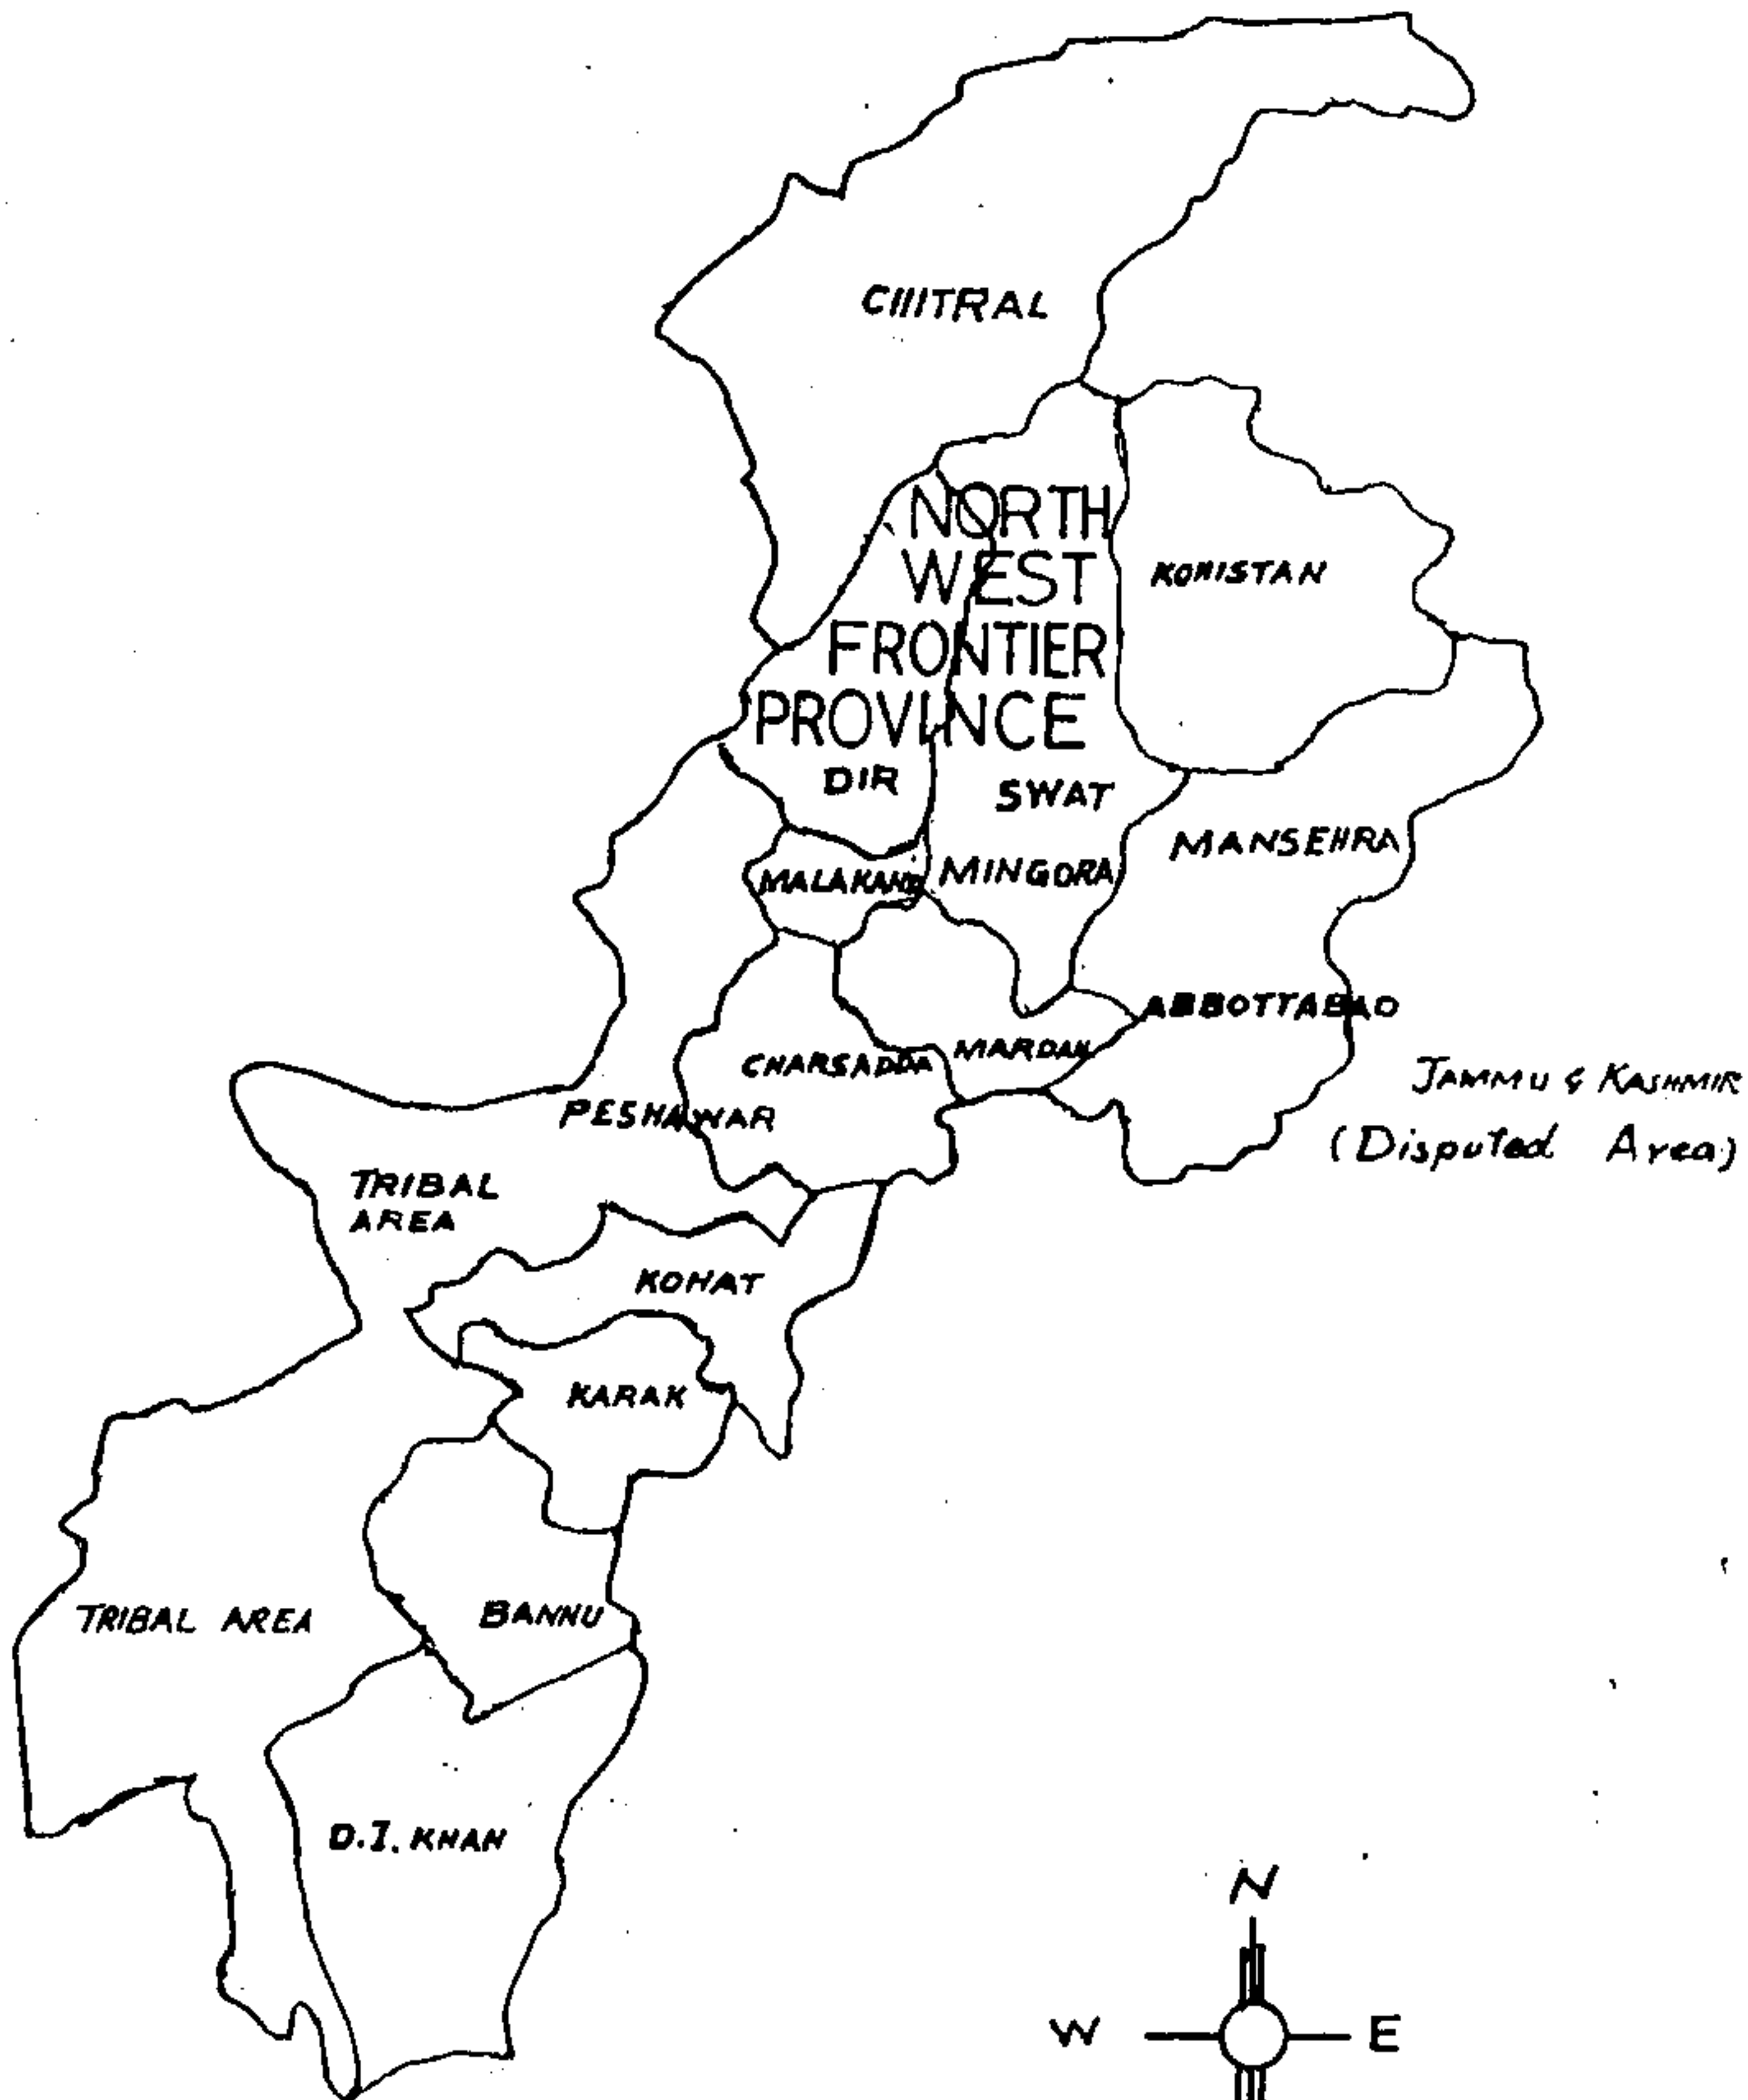 CHITRAL
NORTH
WEST
FRONTIER
PROVINCE
KOHISTAN
DIR
SWAT
MANSEHRA
MALAKAND
MINGORA
ABBOTTABAD
CHARSADDA
MARDAN
JAMMU & KASHMIR
(Disputed Area)
PESHAWAR
TRIBAL
AREA
KOHAT
KARAK
TRIBAL AREA
BANNU
D.I. KHAN
N
W
E